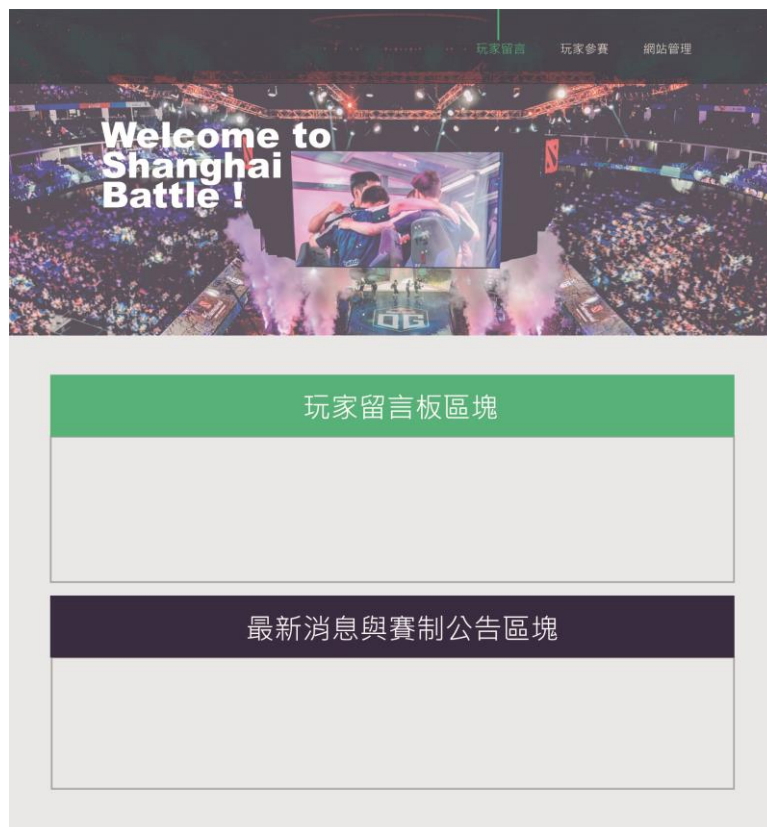 玩家留言
玩家參賽
網站管理
Welcome to
Shanghai
Battle !
OG
玩家留言板區塊
最新消息與賽制公告區塊